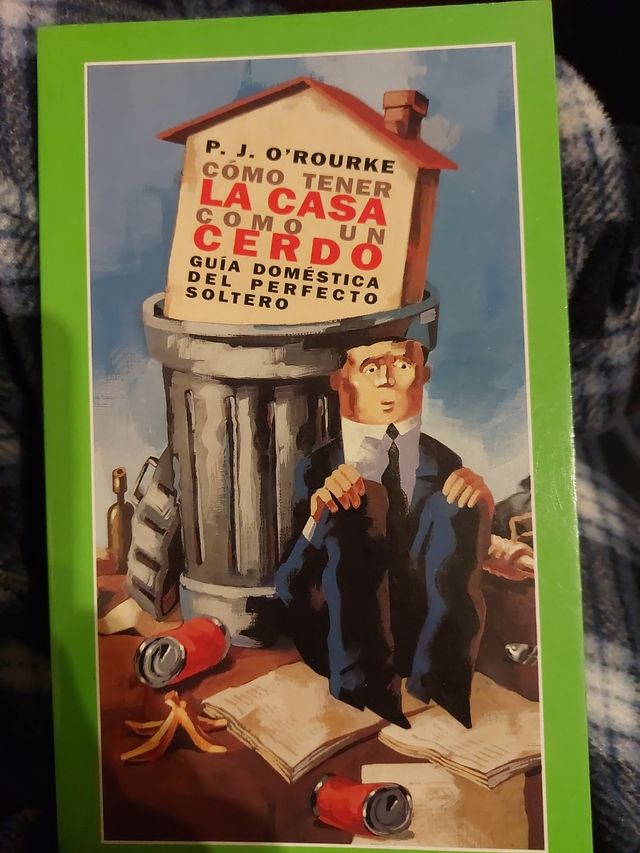 P. J. O'ROURKE
CÓMO TENER
LA CASA
COMO UN
CERDO
GUÍA DOMÉSTICA
DEL PERFECTO
SOLTERO